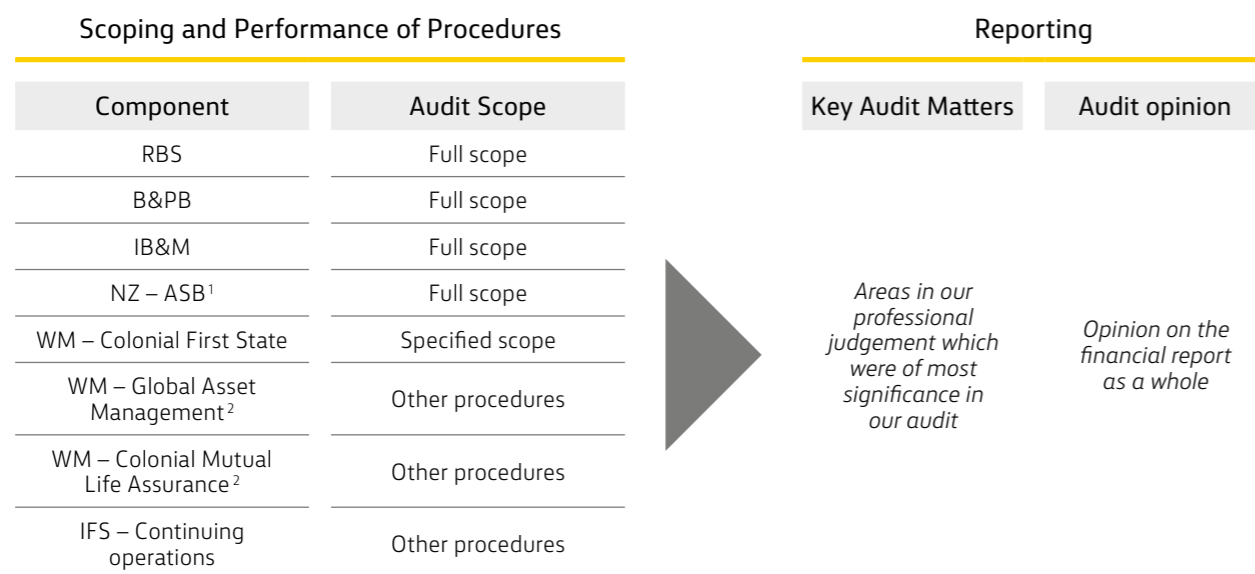 Scoping and Performance of Procedures
Component
Audit Scope
RBS
Full scope
B&PB
Full scope
IB&M
Full scope
NZ – ASB¹
Full scope
WM – Colonial First State
Specified scope
WM – Global Asset
Management²
Other procedures
WM – Colonial Mutual
Life Assurance²
Other procedures
IFS – Continuing
operations
Other procedures
Reporting
Key Audit Matters
Audit opinion
Areas in our
professional
judgement which
were of most
significance in
our audit
Opinion on the
financial report
as a whole